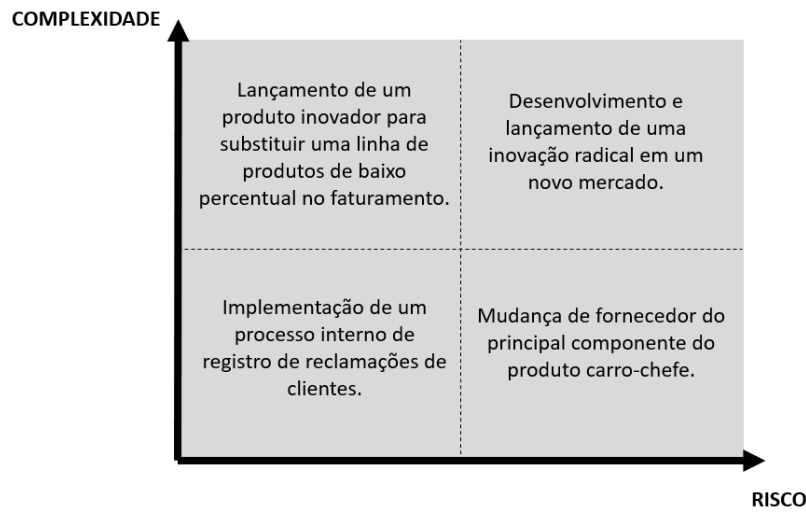 COMPLEXIDADE
Lançamento de um
produto inovador para
substituir uma linha de
produtos de baixo
percentual no faturamento.
Desenvolvimento e
lançamento de uma
inovação radical em um
novo mercado.
Implementação de um
processo interno de
registro de reclamações de
clientes.
Mudança de fornecedor do
principal componente do
produto carro-chefe.
RISCO